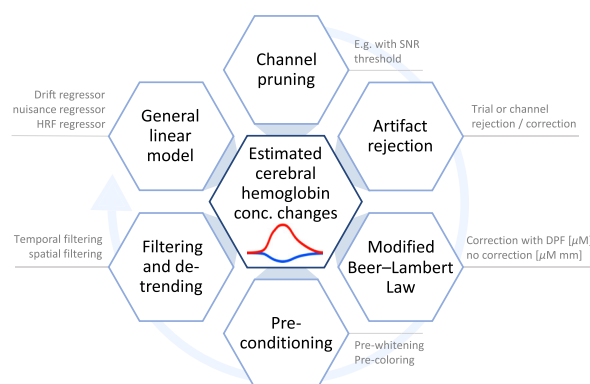 Channel
pruning
E.g. with SNR
threshold
Artifact
rejection
Trial or channel
rejection / correction
Modified
Beer–Lambert
Law
Correction with DPF [μM]
no correction [μM mm]
Pre-
conditioning
Pre-whitening
Pre-coloring
Filtering
and de-
trending
Temporal filtering
spatial filtering
General
linear
model
Drift regressor
nuisance regressor
HRF regressor
Estimated
cerebral
hemoglobin
conc. changes